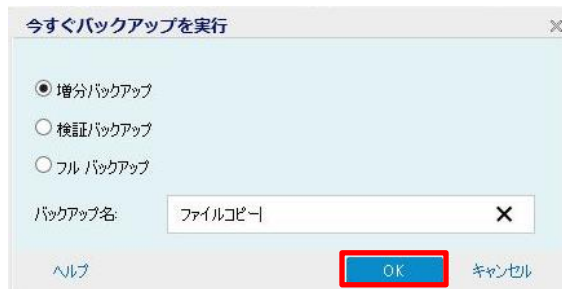 今すぐバックアップを実行
増分バックアップ
検証バックアップ
フル バックアップ
バックアップ名: ファイルコピー
ヘルプ OK キャンセル